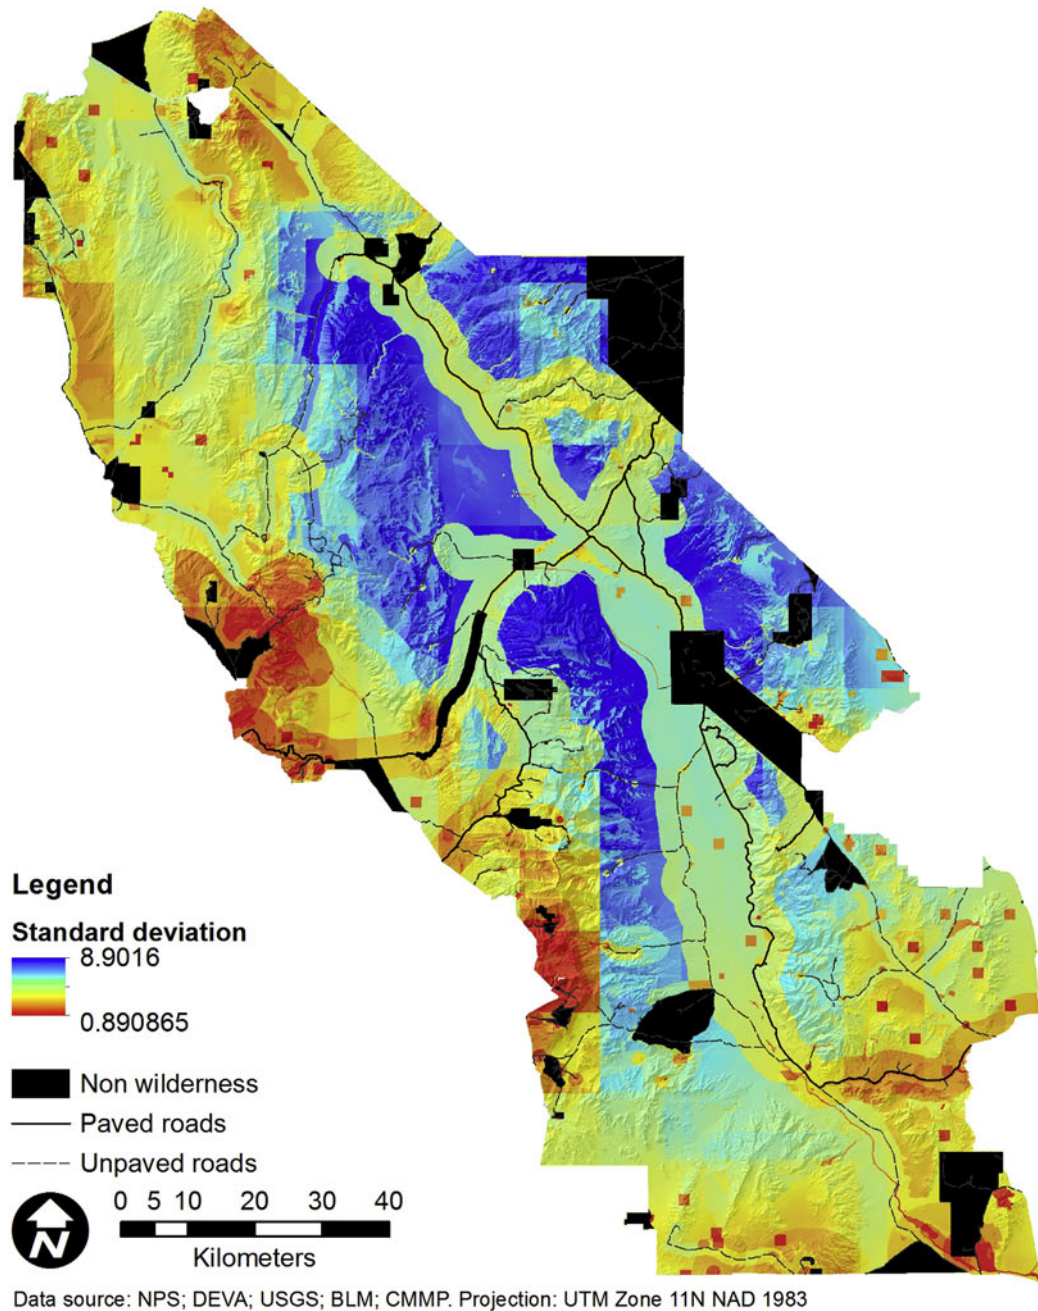 Legend
Standard deviation
8.9016
0.890865
Non wilderness
Paved roads
Unpaved roads
N
0 5 10 20 30 40
Kilometers
Data source: NPS; DEVA; USGS; BLM; CMMP. Projection: UTM Zone 11N NAD 1983